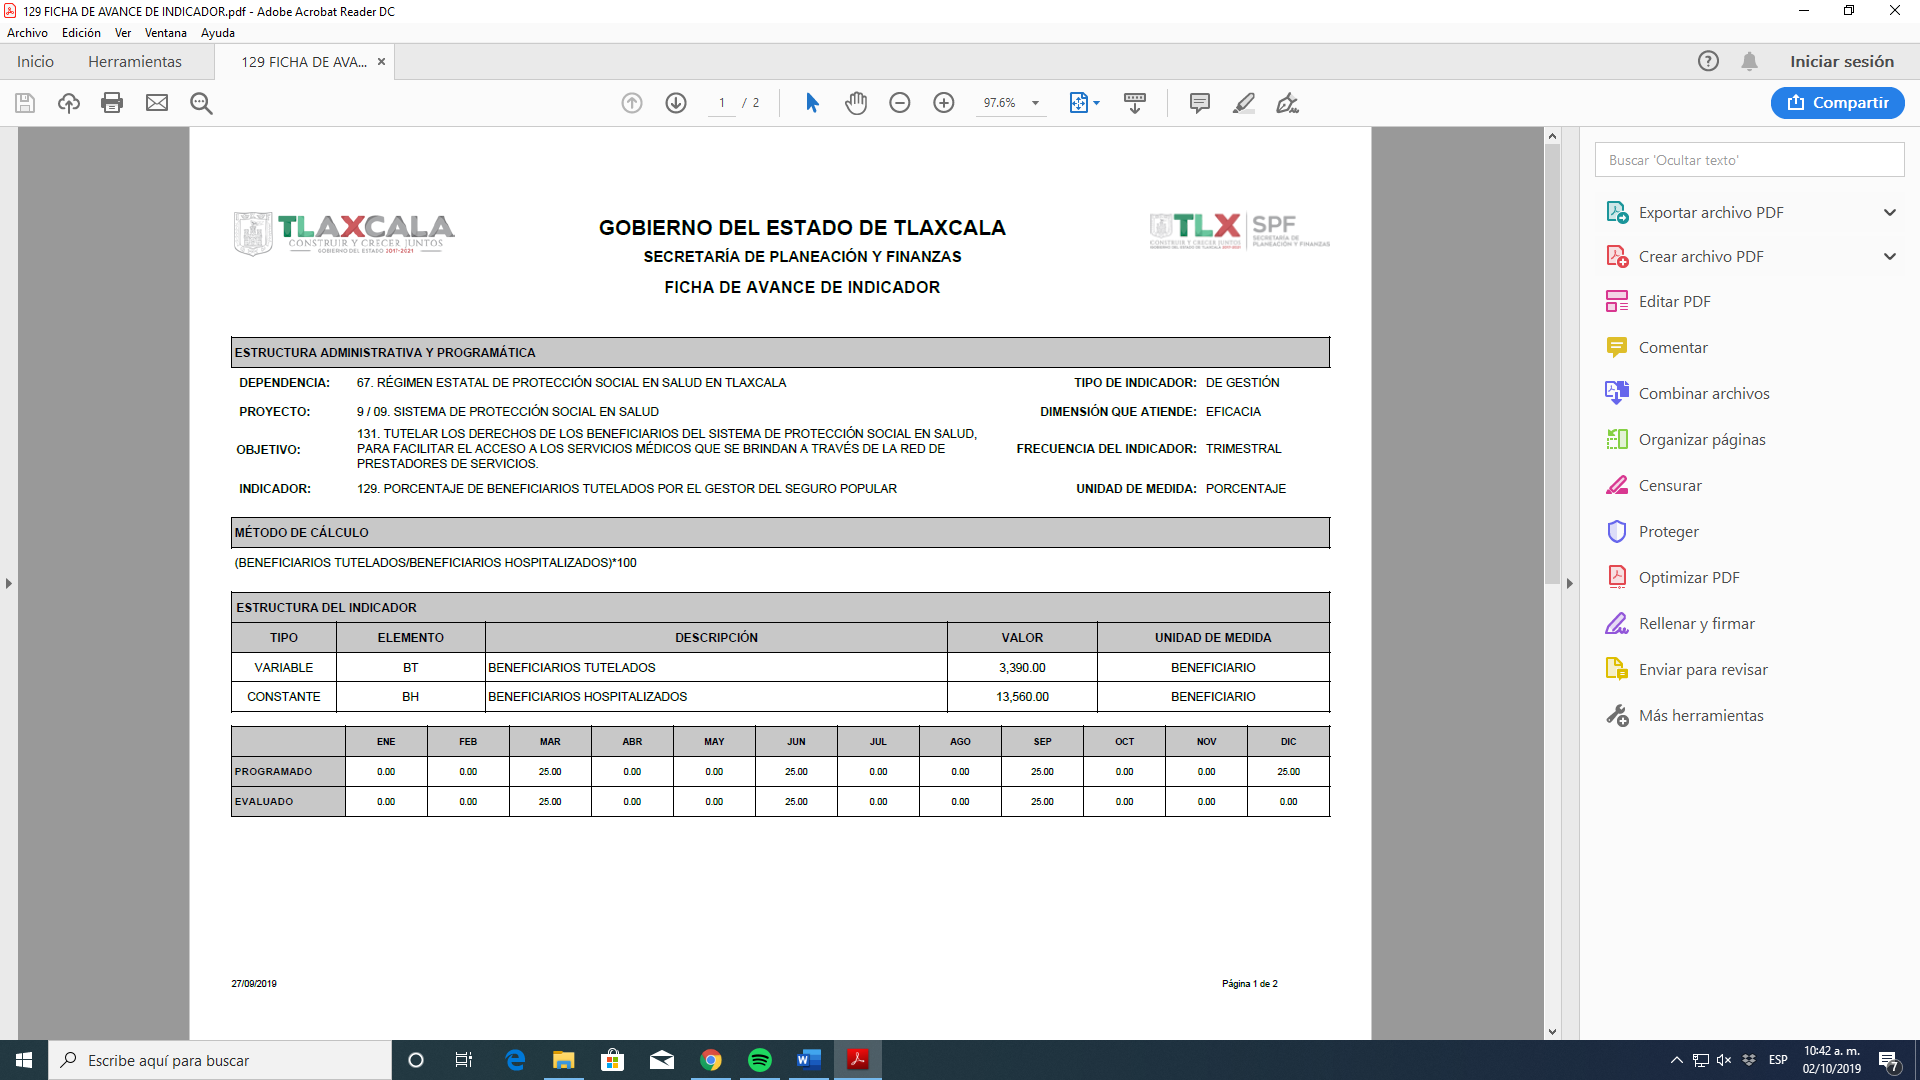 129 FICHA DE AVANCE DE INDICADOR.pdf - Adobe Acrobat Reader DC
Archivo Edición Ver Ventana Ayuda
Inicio Herramientas 129 FICHA DE AVA... × Iniciar sesión
1 / 2 97.6% Compartir
Buscar 'Ocultar texto'
Exportar archivo PDF
Crear archivo PDF
Editar PDF
Comentar
Combinar archivos
Organizar páginas
Censurar
Proteger
Optimizar PDF
Rellenar y firmar
Enviar para revisar
Más herramientas
TLAXCALA
CONSTRUIR Y CRECER JUNTOS
GOBIERNO DEL ESTADO 2017-2021
GOBIERNO DEL ESTADO DE TLAXCALA
SECRETARÍA DE PLANEACIÓN Y FINANZAS
FICHA DE AVANCE DE INDICADOR
TLX SPF
CONSTRUIR Y CRECER JUNTOS
SECRETARÍA DE
PLANEACIÓN Y FINANZAS
ESTRUCTURA ADMINISTRATIVA Y PROGRAMÁTICA
DEPENDENCIA: 67. RÉGIMEN ESTATAL DE PROTECCIÓN SOCIAL EN SALUD EN TLAXCALA TIPO DE INDICADOR: DE GESTIÓN
PROYECTO: 9 / 09. SISTEMA DE PROTECCIÓN SOCIAL EN SALUD DIMENSIÓN QUE ATIENDE: EFICACIA
OBJETIVO: 131. TUTELAR LOS DERECHOS DE LOS BENEFICIARIOS DEL SISTEMA DE PROTECCIÓN SOCIAL EN SALUD,
PARA FACILITAR EL ACCESO A LOS SERVICIOS MÉDICOS QUE SE BRINDAN A TRAVÉS DE LA RED DE
PRESTADORES DE SERVICIOS.
FRECUENCIA DEL INDICADOR: TRIMESTRAL
INDICADOR: 129. PORCENTAJE DE BENEFICIARIOS TUTELADOS POR EL GESTOR DEL SEGURO POPULAR UNIDAD DE MEDIDA: PORCENTAJE
MÉTODO DE CÁLCULO
(BENEFICIARIOS TUTELADOS/BENEFICIARIOS HOSPITALIZADOS)*100
ESTRUCTURA DEL INDICADOR
TIPO ELEMENTO DESCRIPCIÓN VALOR UNIDAD DE MEDIDA
VARIABLE BT BENEFICIARIOS TUTELADOS 3,390.00 BENEFICIARIO
CONSTANTE BH BENEFICIARIOS HOSPITALIZADOS 13,560.00 BENEFICIARIO
ENE FEB MAR ABR MAY JUN JUL AGO SEP OCT NOV DIC
PROGRAMADO 0.00 0.00 25.00 0.00 0.00 25.00 0.00 0.00 25.00 0.00 0.00 25.00
EVALUADO 0.00 0.00 25.00 0.00 0.00 25.00 0.00 0.00 25.00 0.00 0.00 0.00
27/09/2019 Página 1 de 2
Escribe aquí para buscar
ESP
10:42 a. m.
02/10/2019
7